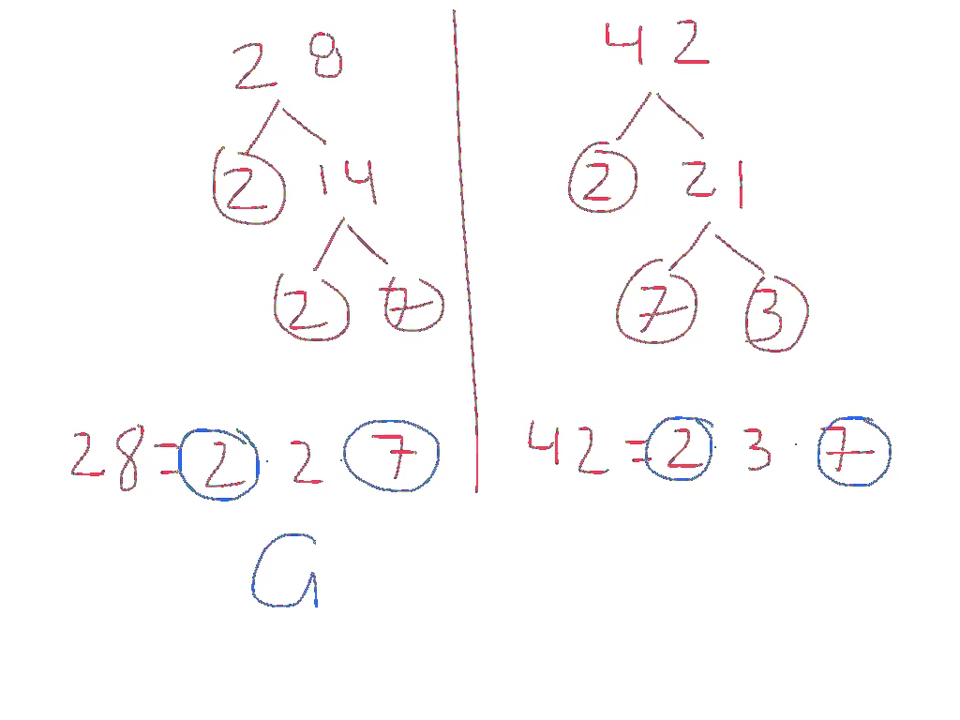 28
2 14
2 7
28 = 2 · 2 · 7
42
2 21
7 3
42 = 2 · 3 · 7
G